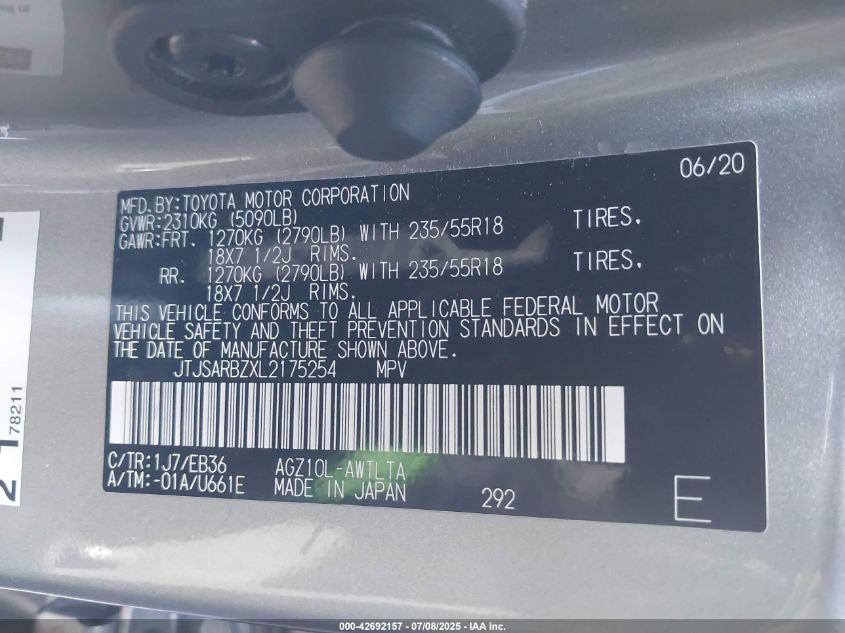 06/20
MFD. BY:TOYOTA MOTOR CORPORATION
GVWR:2310KG (5090LB)
GAWR:FRT. 1270KG (2790LB) WITH 235/55R18 TIRES,
18X7 1/2J RIMS.
RR. 1270KG (2790LB) WITH 235/55R18 TIRES,
18X7 1/2J RIMS.
THIS VEHICLE CONFORMS TO ALL APPLICABLE FEDERAL MOTOR
VEHICLE SAFETY AND THEFT PREVENTION STANDARDS IN EFFECT ON
THE DATE OF MANUFACTURE SHOWN ABOVE.
JTJSARBZXL2175254 MPV
C/TR:1J7/EB36 AGZ10L-AWTLTA
A/TM:-01A/U661E MADE IN JAPAN 292 E
78211
000-42692157 - 07/08/2025 - IAA Inc.